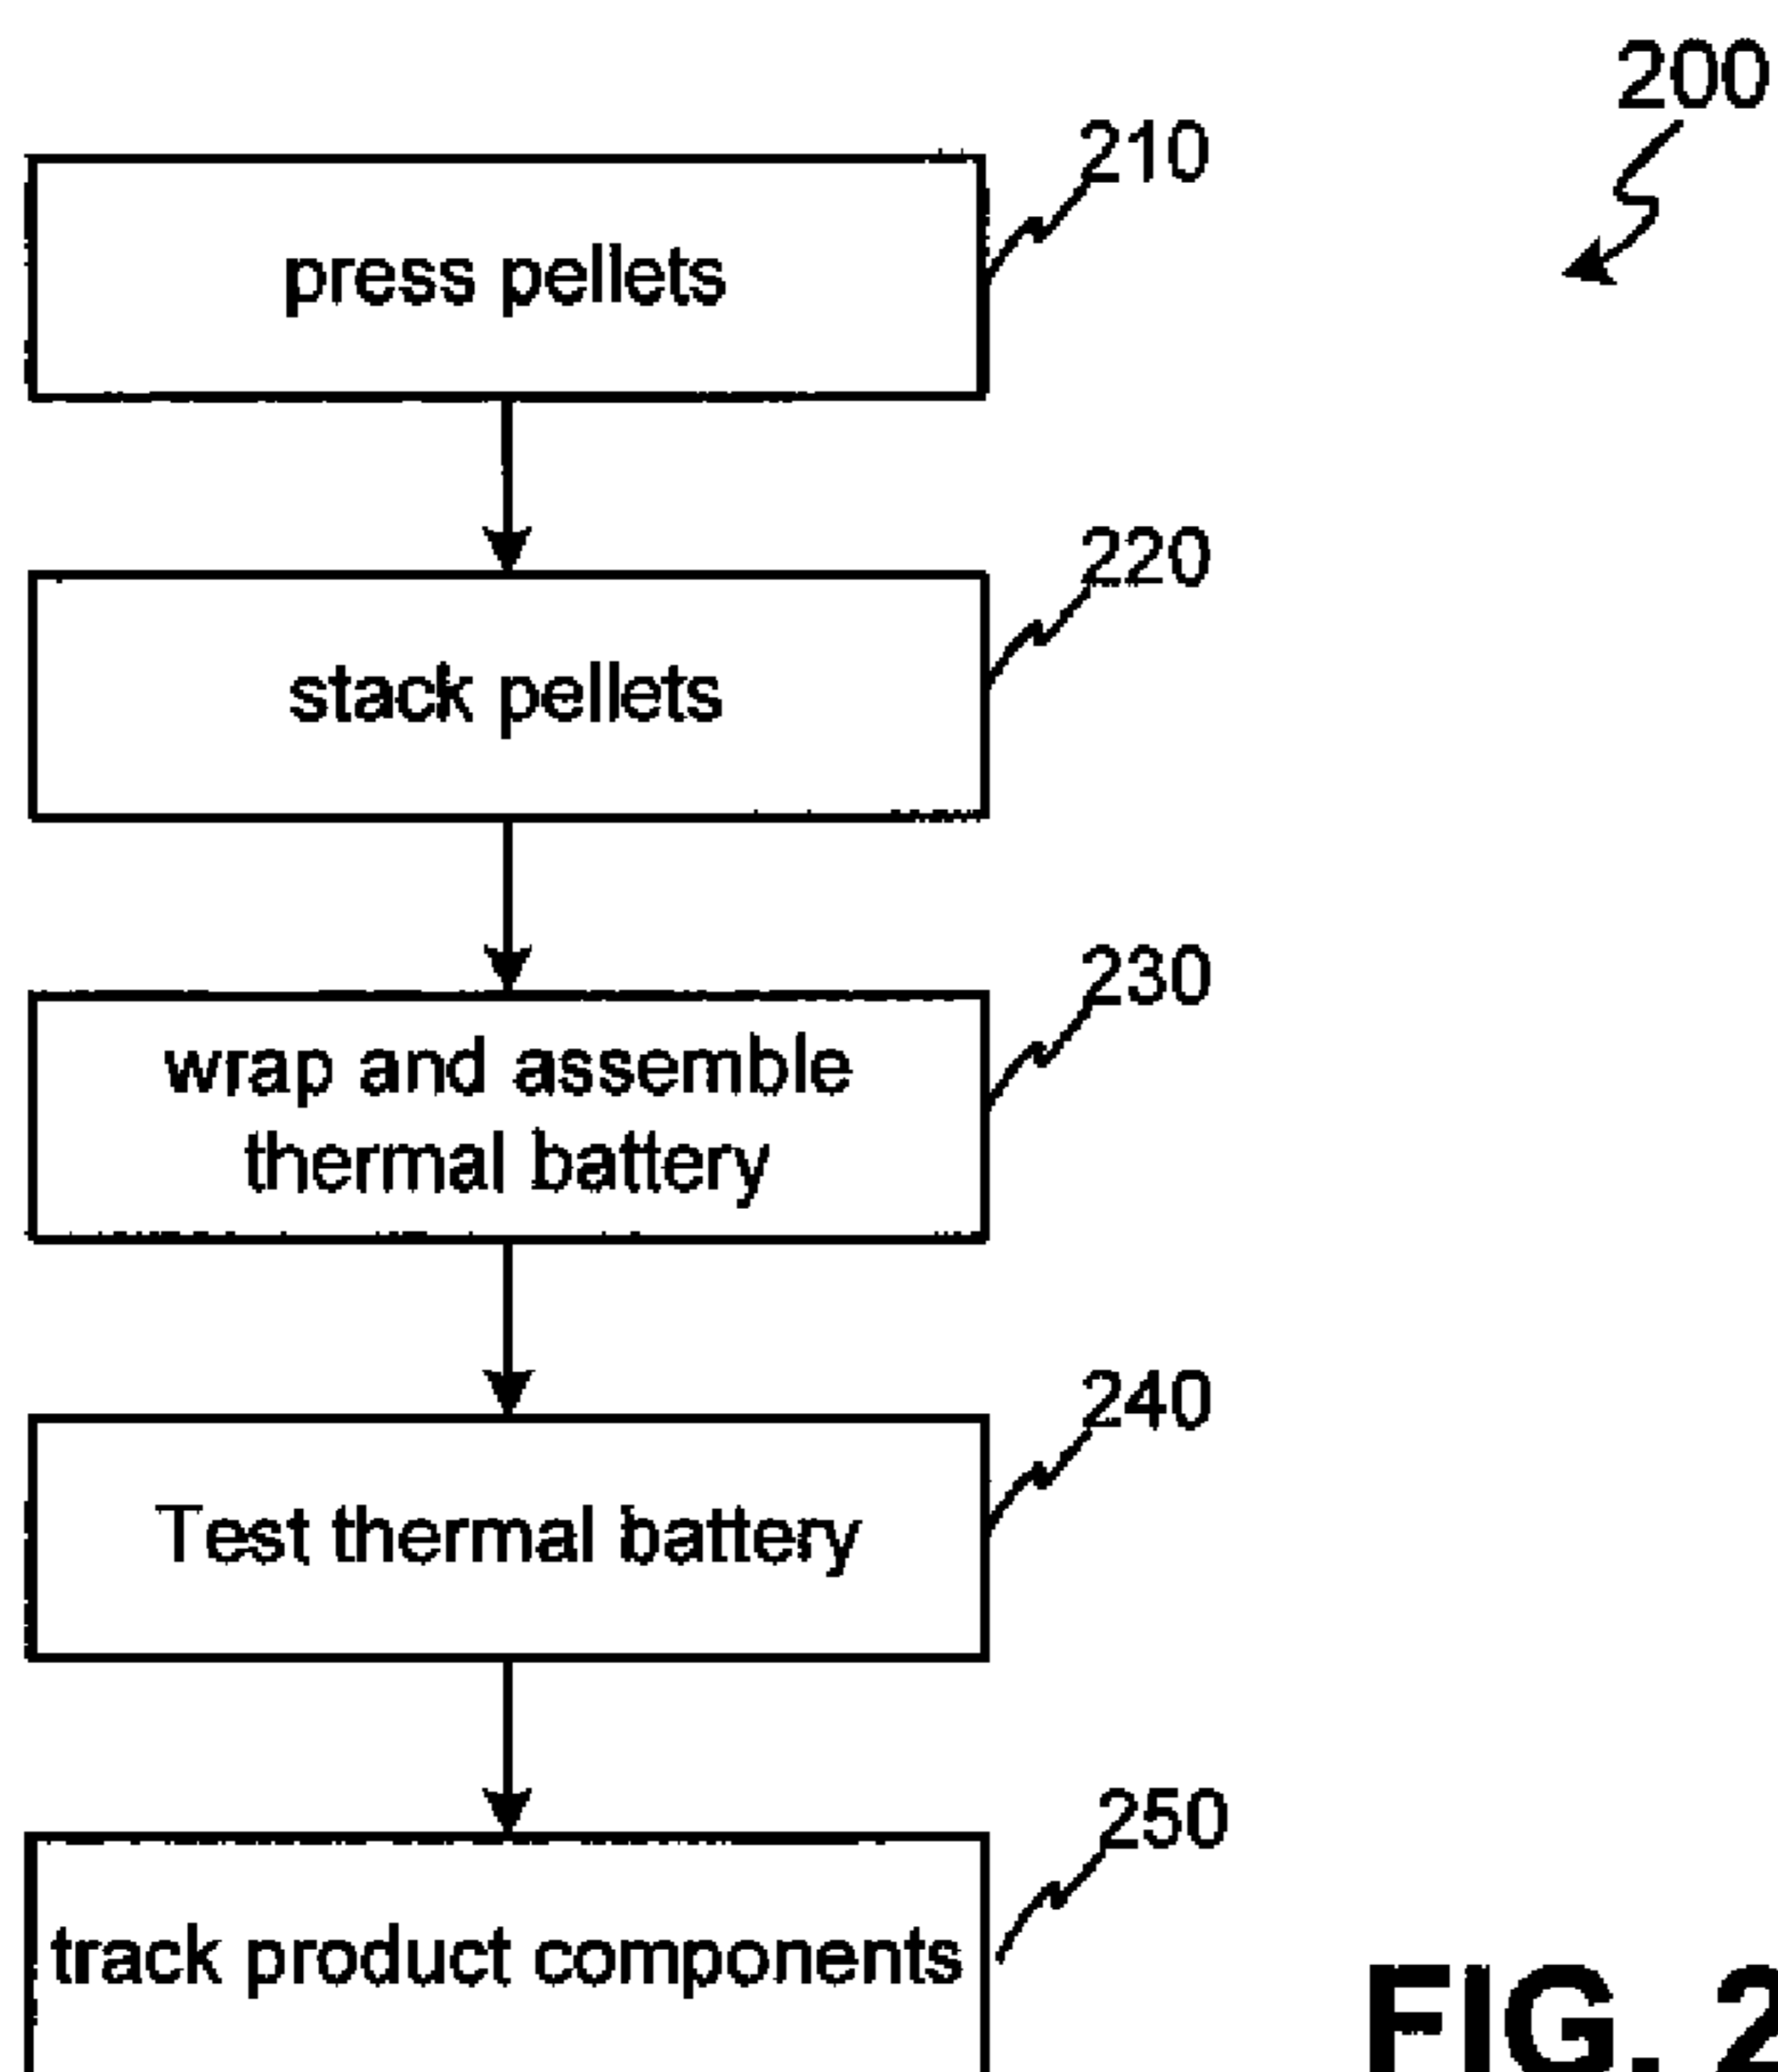 200
210
press pellets
220
stack pellets
230
wrap and assemble
thermal battery
240
Test thermal battery
250
track product components
FIG. 2